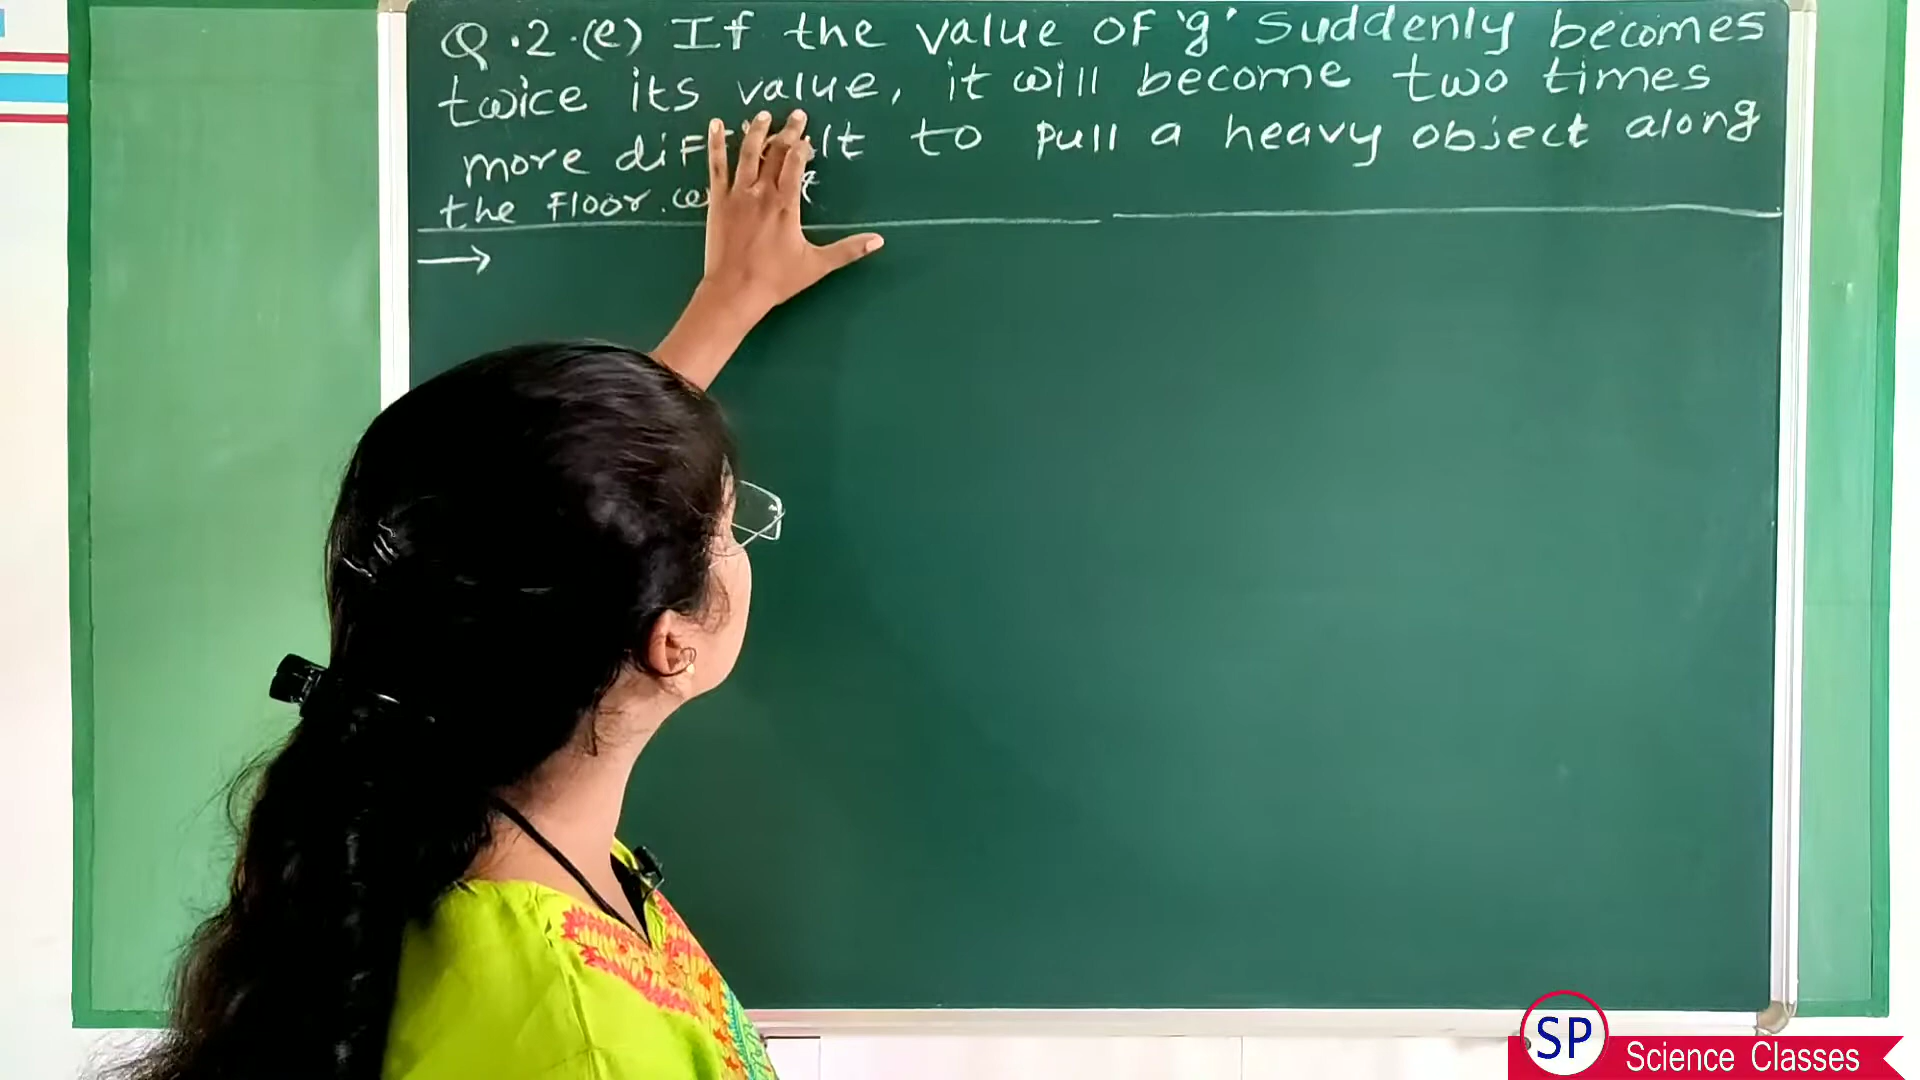 Q.2.(e) If the value OF 'g' Suddenly becomes
twice its value, it will become two times
more to pull a heavy object along
the Floor.
SP
Science Classes